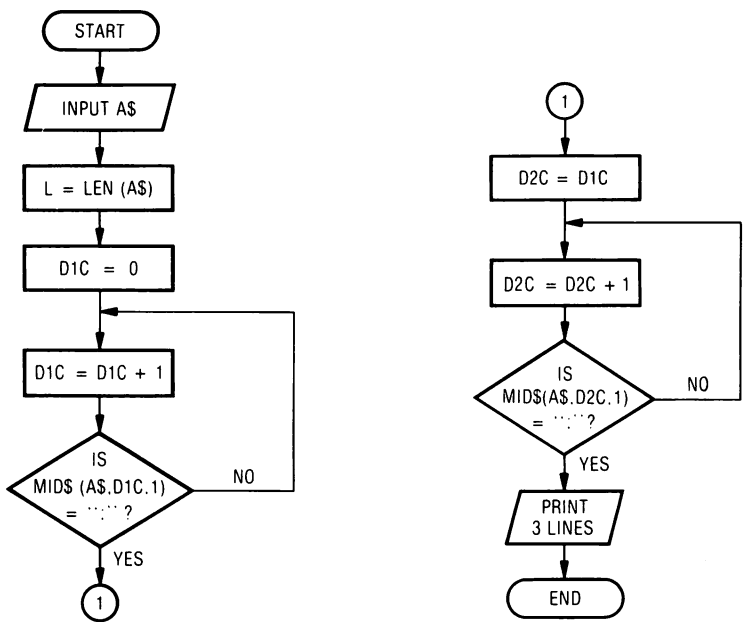 START
INPUT A$
L = LEN (A$)
D1C = 0
D1C = D1C + 1
IS
MID$ (A$.D1C.1)
= ":" ?
NO
YES
1
1
D2C = D1C
D2C = D2C + 1
IS
MID$(A$.D2C.1)
= ":"?
NO
YES
PRINT
3 LINES
END